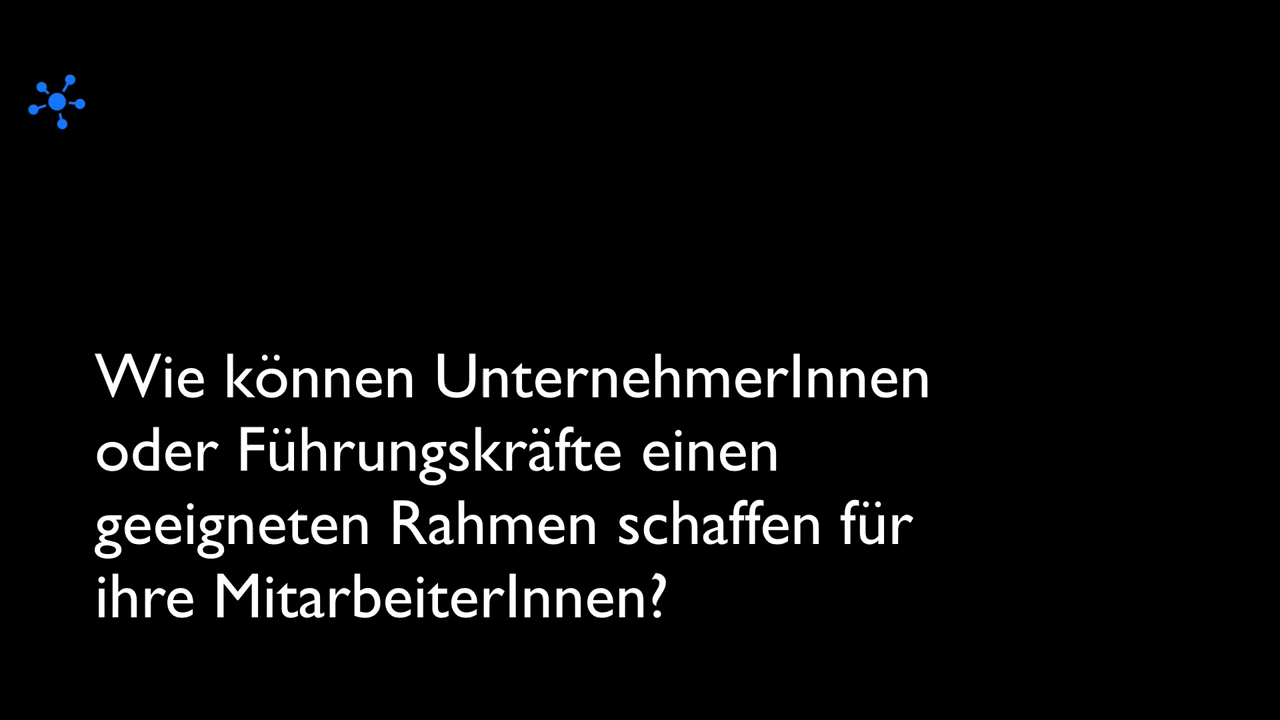 Wie können UnternehmerInnen
oder Führungskräfte einen
geeigneten Rahmen schaffen für
ihre MitarbeiterInnen?